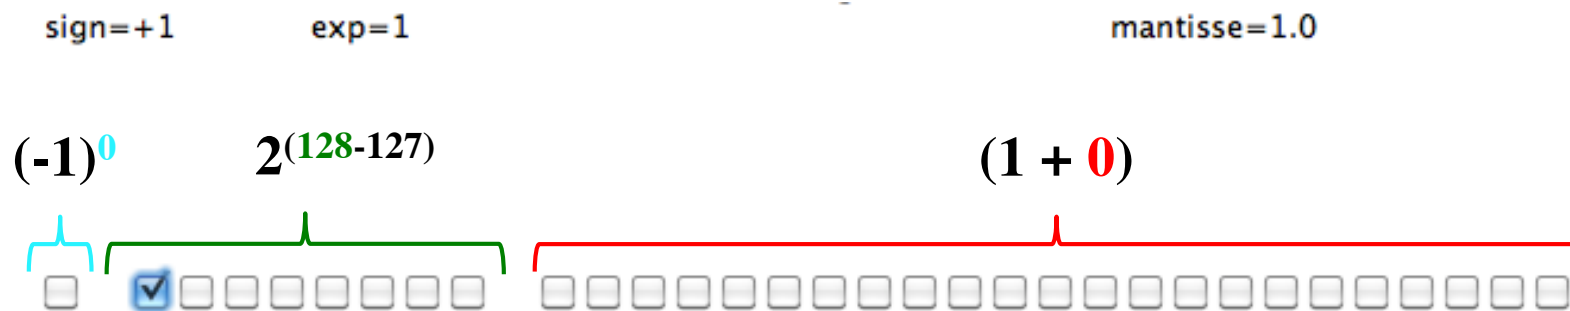 sign=+1 exp=1 mantisse=1.0
(-1)⁰ 2⁽¹²⁸⁻¹²⁷⁾ (1 + 0)